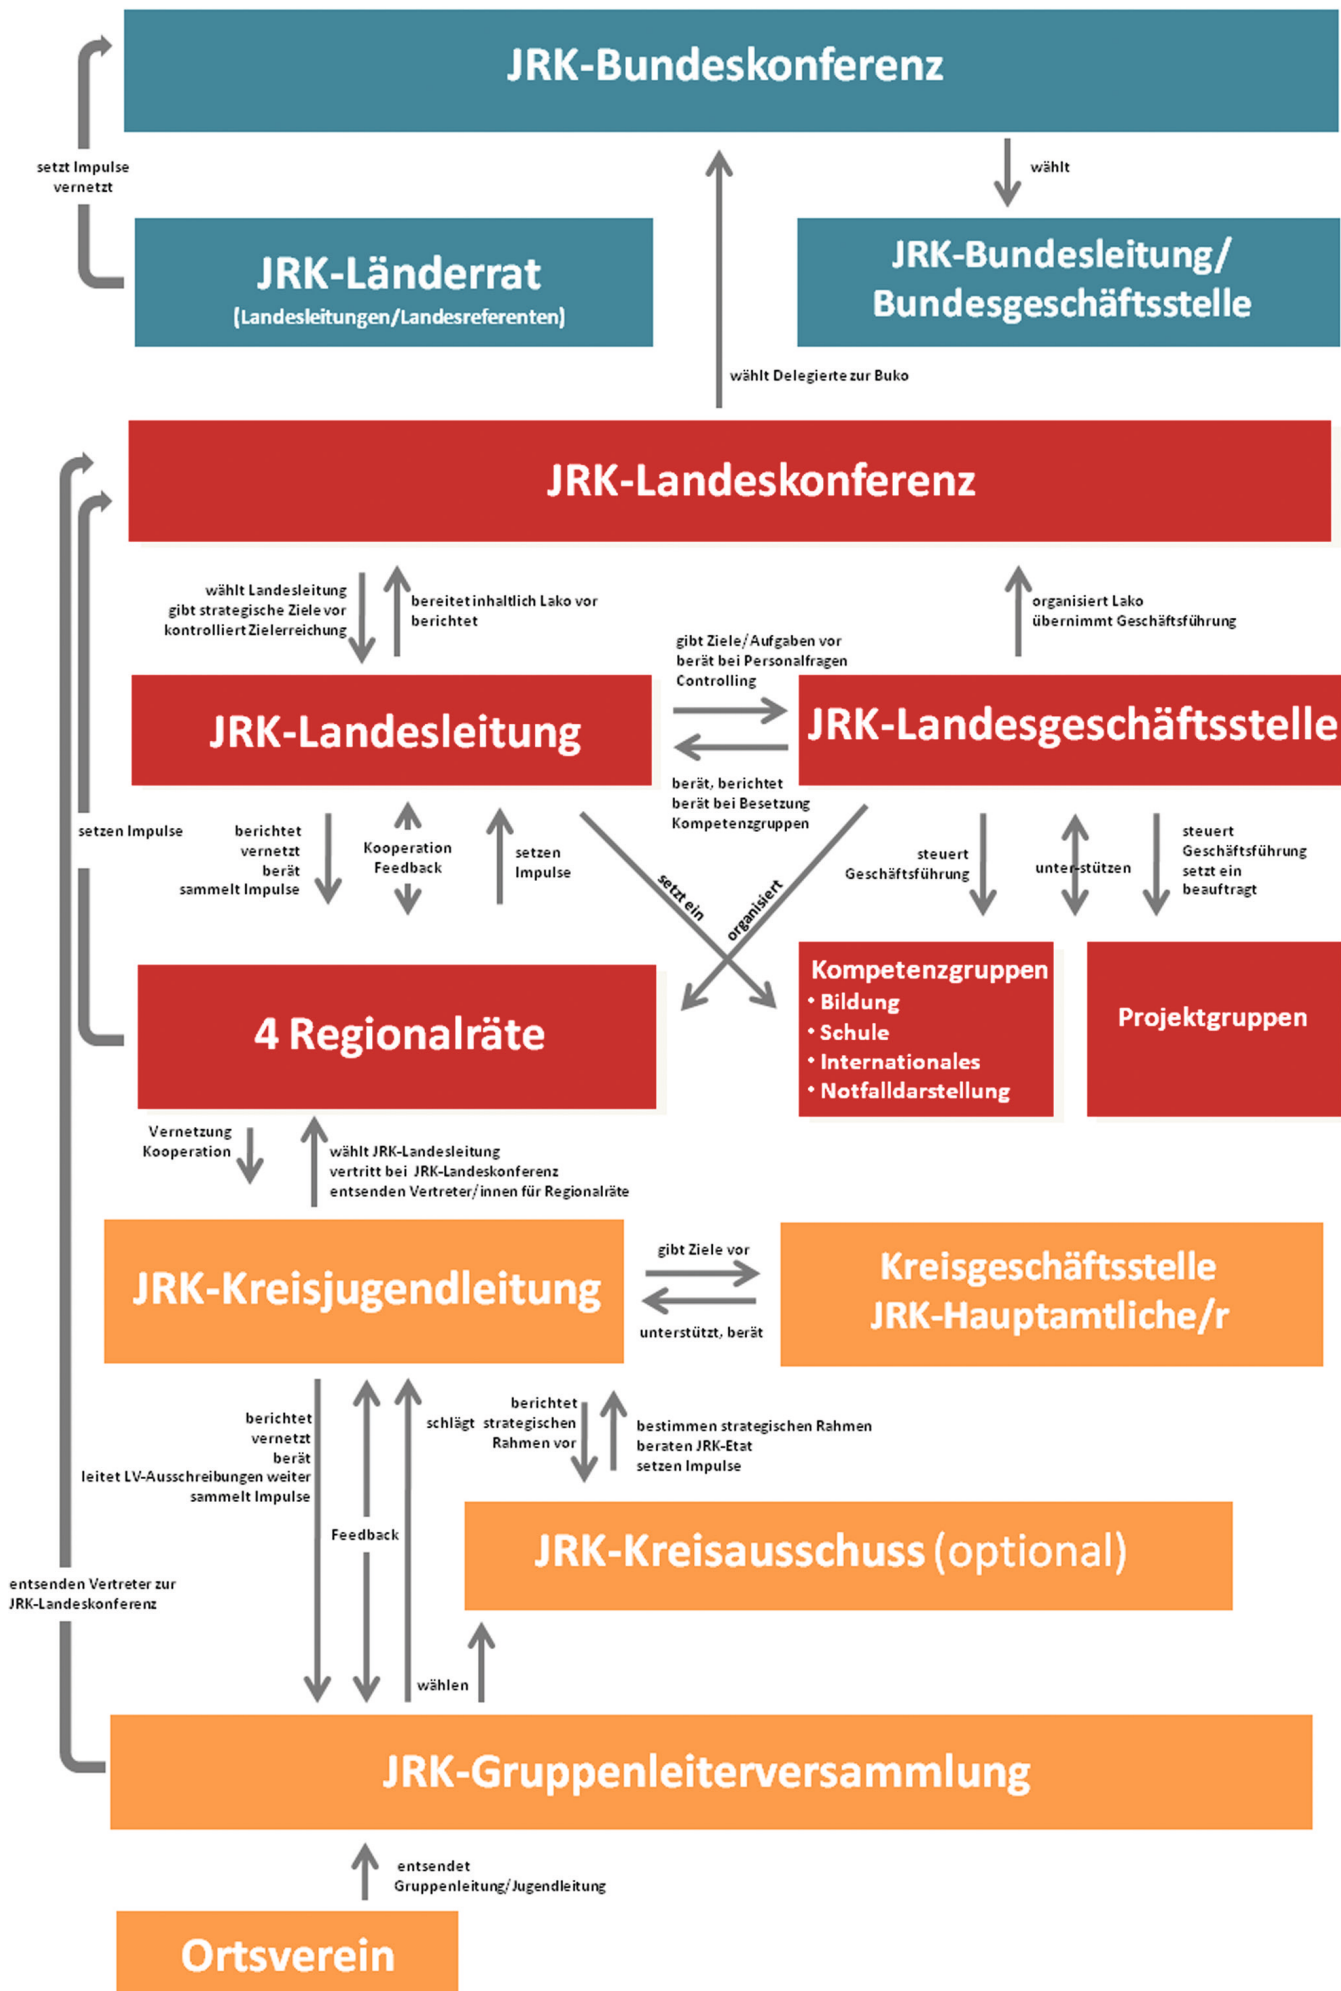 JRK-Bundeskonferenz
setzt Impulse
vernetzt
wählt
JRK-Länderrat
(Landesleitungen/Landesreferenten)
JRK-Bundesleitung/
Bundesgeschäftsstelle
wählt Delegierte zur Buko
JRK-Landeskonferenz
wählt Landesleitung
gibt strategische Ziele vor
kontrolliert Zielerreichung
bereitet inhaltlich Lako vor
berichtet
organisiert Lako
übernimmt Geschäftsführung
gibt Ziele/Aufgaben vor
berät bei Personalfragen
Controlling
JRK-Landesleitung
JRK-Landesgeschäftsstelle
berät, berichtet
berät bei Besetzung
Kompetenzgruppen
setzen Impulse
berichtet
vernetzt
berät
sammelt Impulse
Kooperation
Feedback
setzen
Impulse
setzt ein
organisiert
steuert
Geschäftsführung
unter-stützen
steuert
Geschäftsführung
setzt ein
beauftragt
4 Regionalräte
Kompetenzgruppen
• Bildung
• Schule
• Internationales
• Notfalldarstellung
Projektgruppen
Vernetzung
Kooperation
wählt JRK-Landesleitung
vertritt bei JRK-Landeskonferenz
entsenden Vertreter/innen für Regionalräte
JRK-Kreisjugendleitung
gibt Ziele vor
unterstützt, berät
Kreisgeschäftsstelle
JRK-Hauptamtliche/r
berichtet
vernetzt
berät
leitet LV-Ausschreibungen weiter
sammelt Impulse
Feedback
berichtet
schlägt strategischen
Rahmen vor
bestimmen strategischen Rahmen
beraten JRK-Etat
setzen Impulse
JRK-Kreisausschuss (optional)
entsenden Vertreter zur
JRK-Landeskonferenz
wählen
JRK-Gruppenleiterversammlung
entsendet
Gruppenleitung/Jugendleitung
Ortsverein